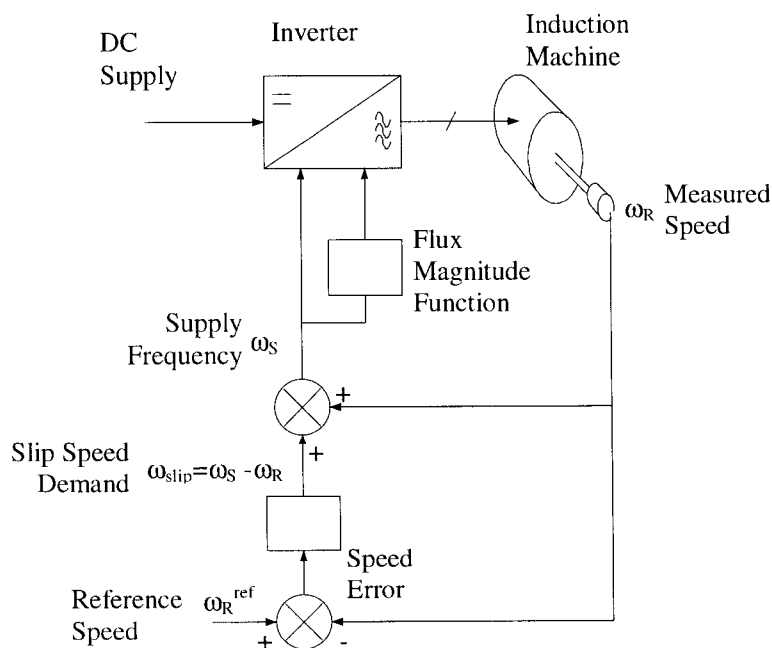 DC
Supply
Inverter
Induction
Machine
ω_R Measured
Speed
Flux
Magnitude
Function
Supply
Frequency ω_S
+
+
Slip Speed
Demand ω_slip=ω_S -ω_R
Speed
Error
Reference
Speed ω_R^ref
+
-